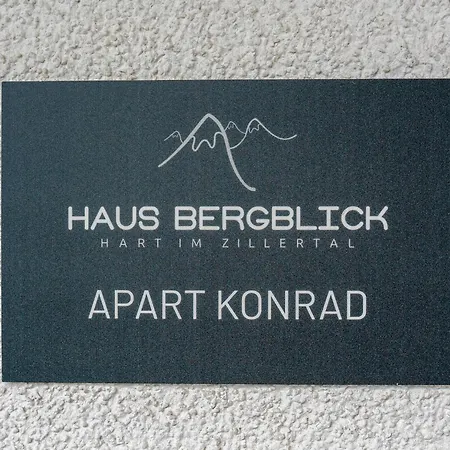 HAUS BERGBLICK
HART IM ZILLERTAL
APART KONRAD